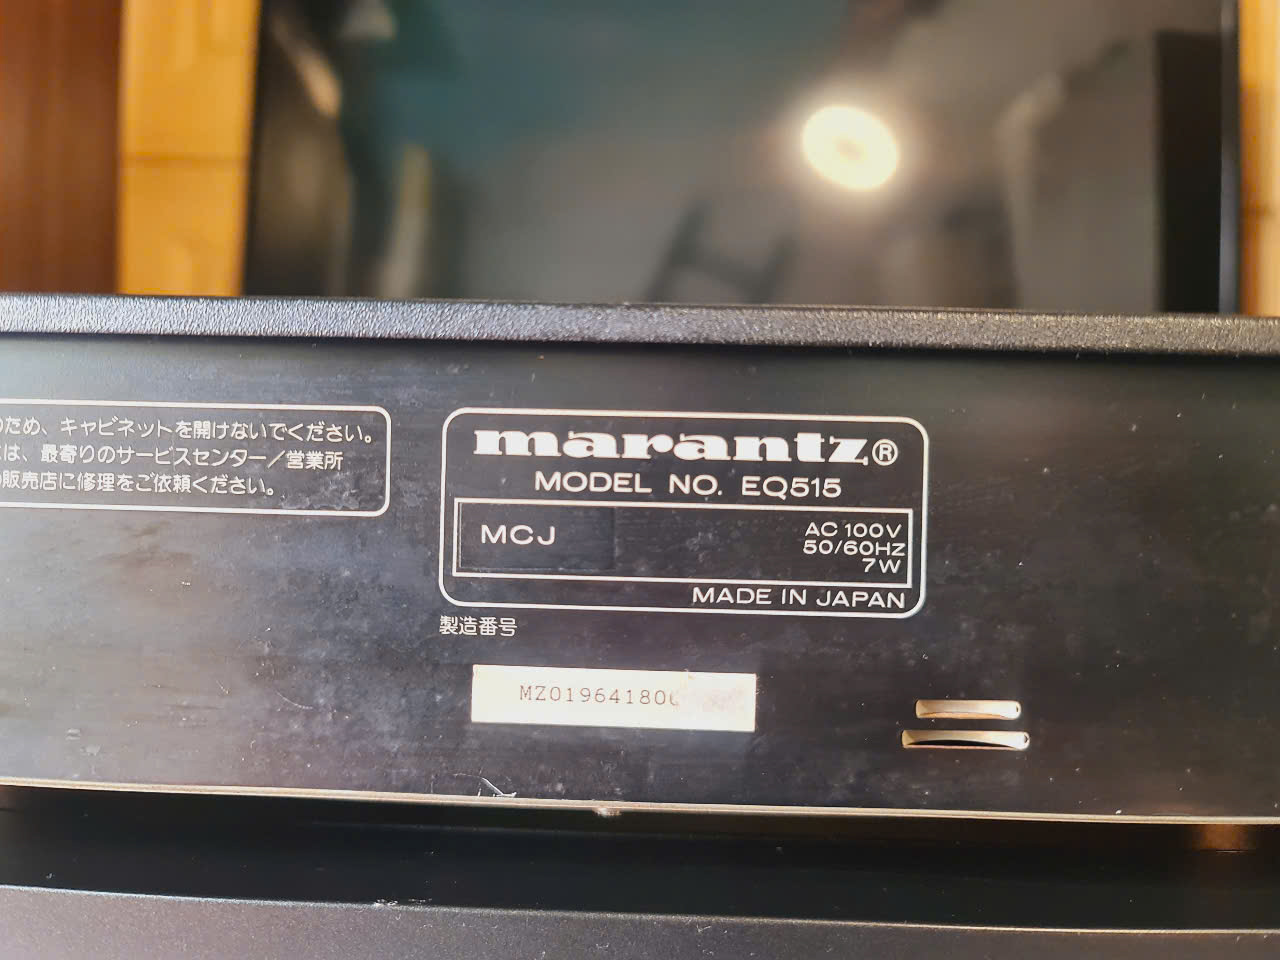 ため、キャビネットを開けないでください。
は、最寄りのサービスセンター／営業所
販売店に修理をご依頼ください。
marantz®
MODEL NO. EQ515
MCJ
AC 100V
50/60HZ
7W
MADE IN JAPAN
製造番号